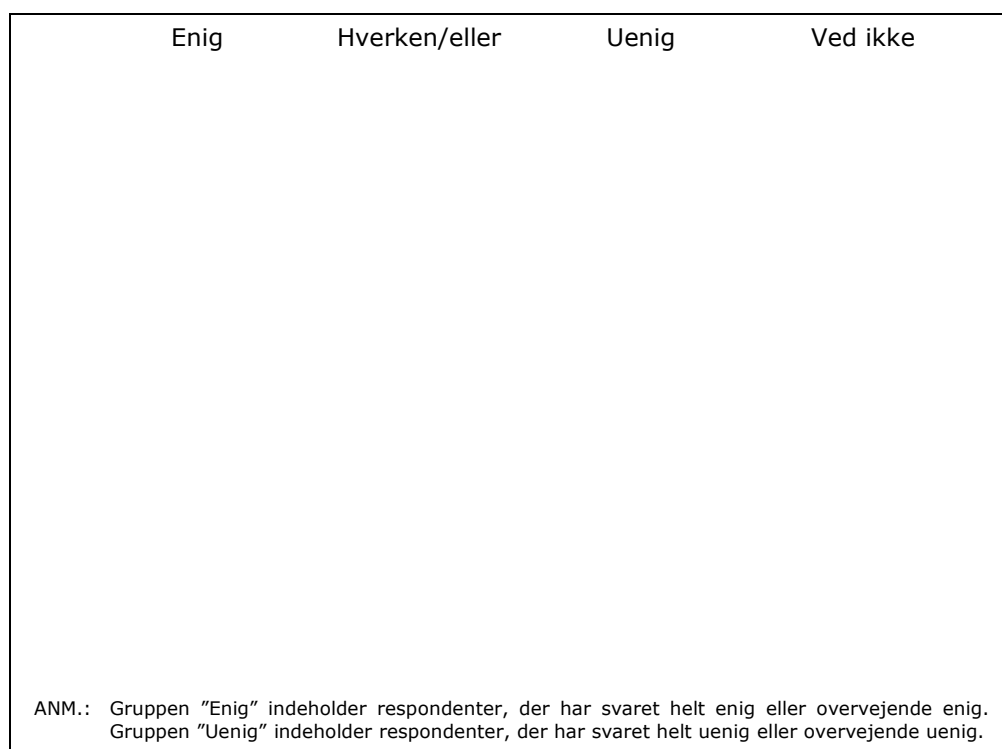 Enig Hverken/eller Uenig Ved ikke
ANM.: Gruppen ”Enig” indeholder respondenter, der har svaret helt enig eller overvejende enig.
Gruppen ”Uenig” indeholder respondenter, der har svaret helt uenig eller overvejende uenig.